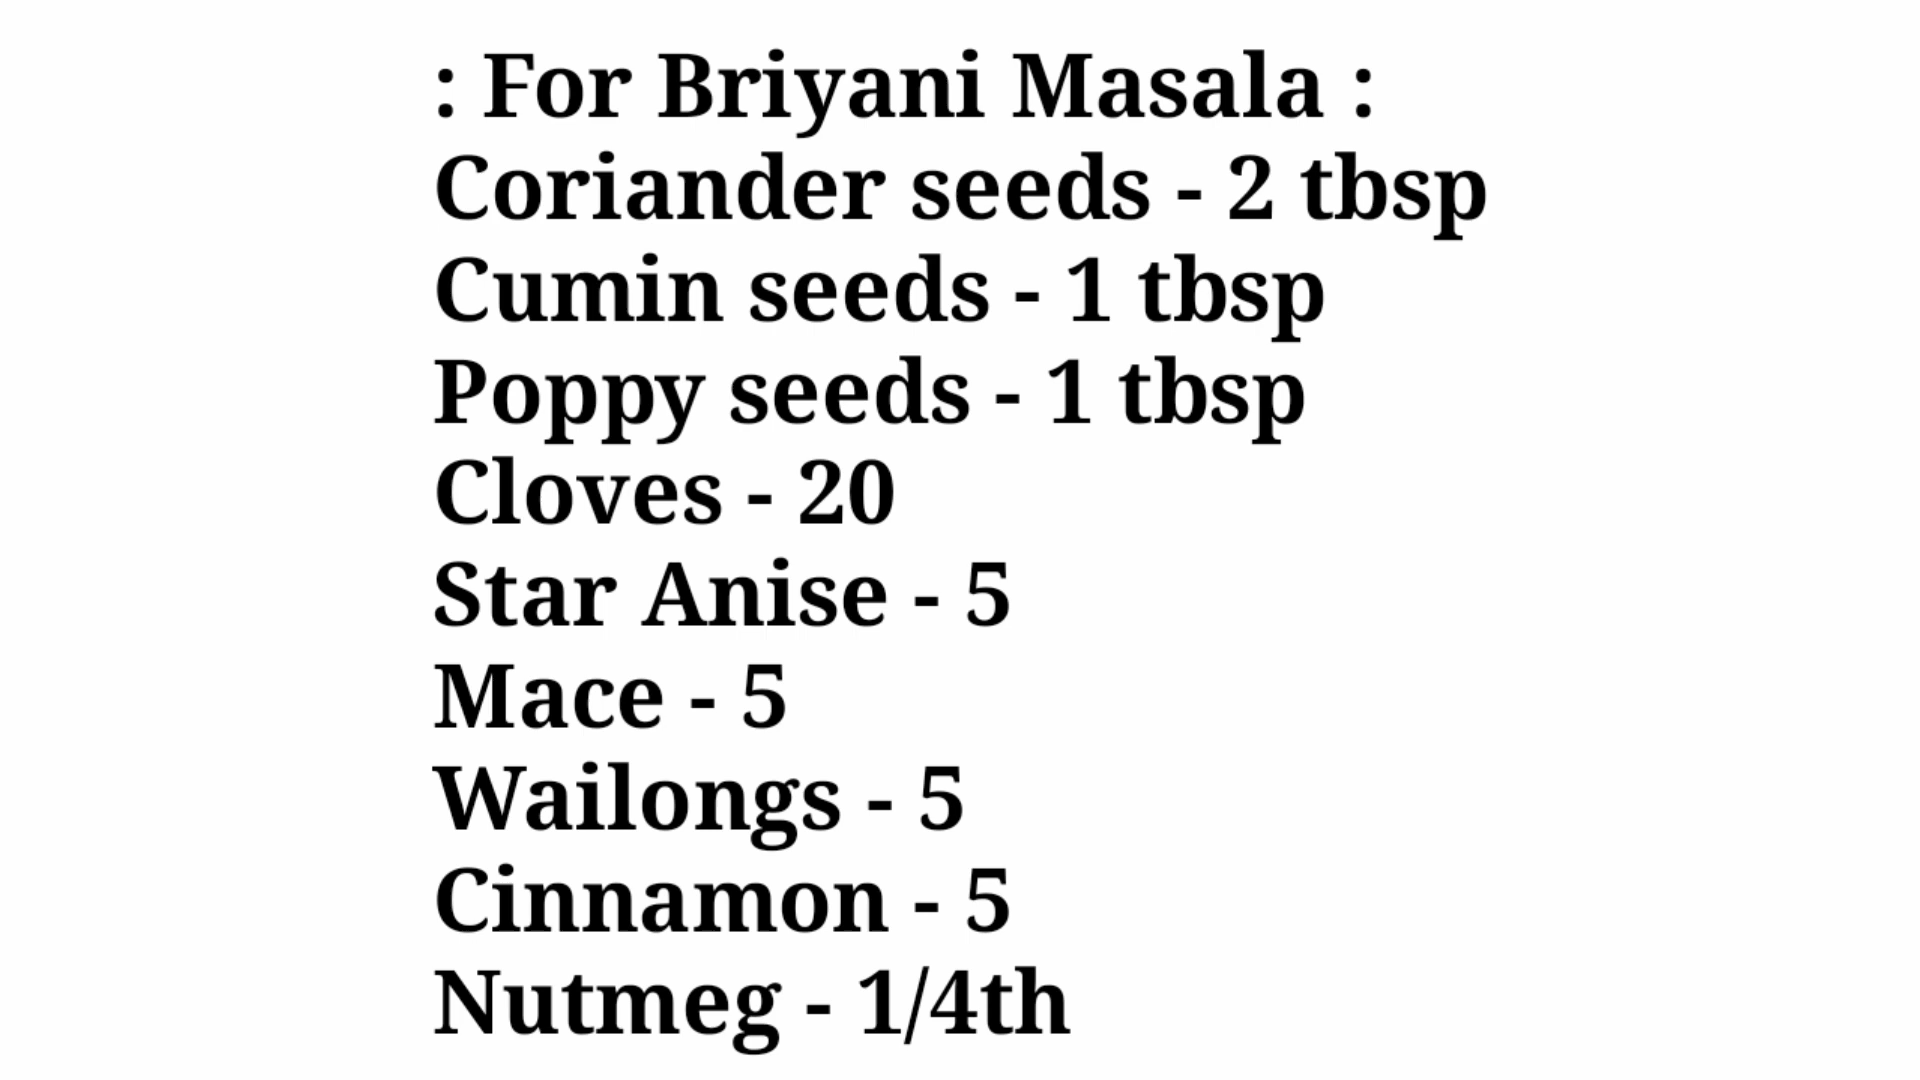 : For Briyani Masala :
Coriander seeds - 2 tbsp
Cumin seeds - 1 tbsp
Poppy seeds - 1 tbsp
Cloves - 20
Star Anise - 5
Mace - 5
Wailongs - 5
Cinnamon - 5
Nutmeg - 1/4th